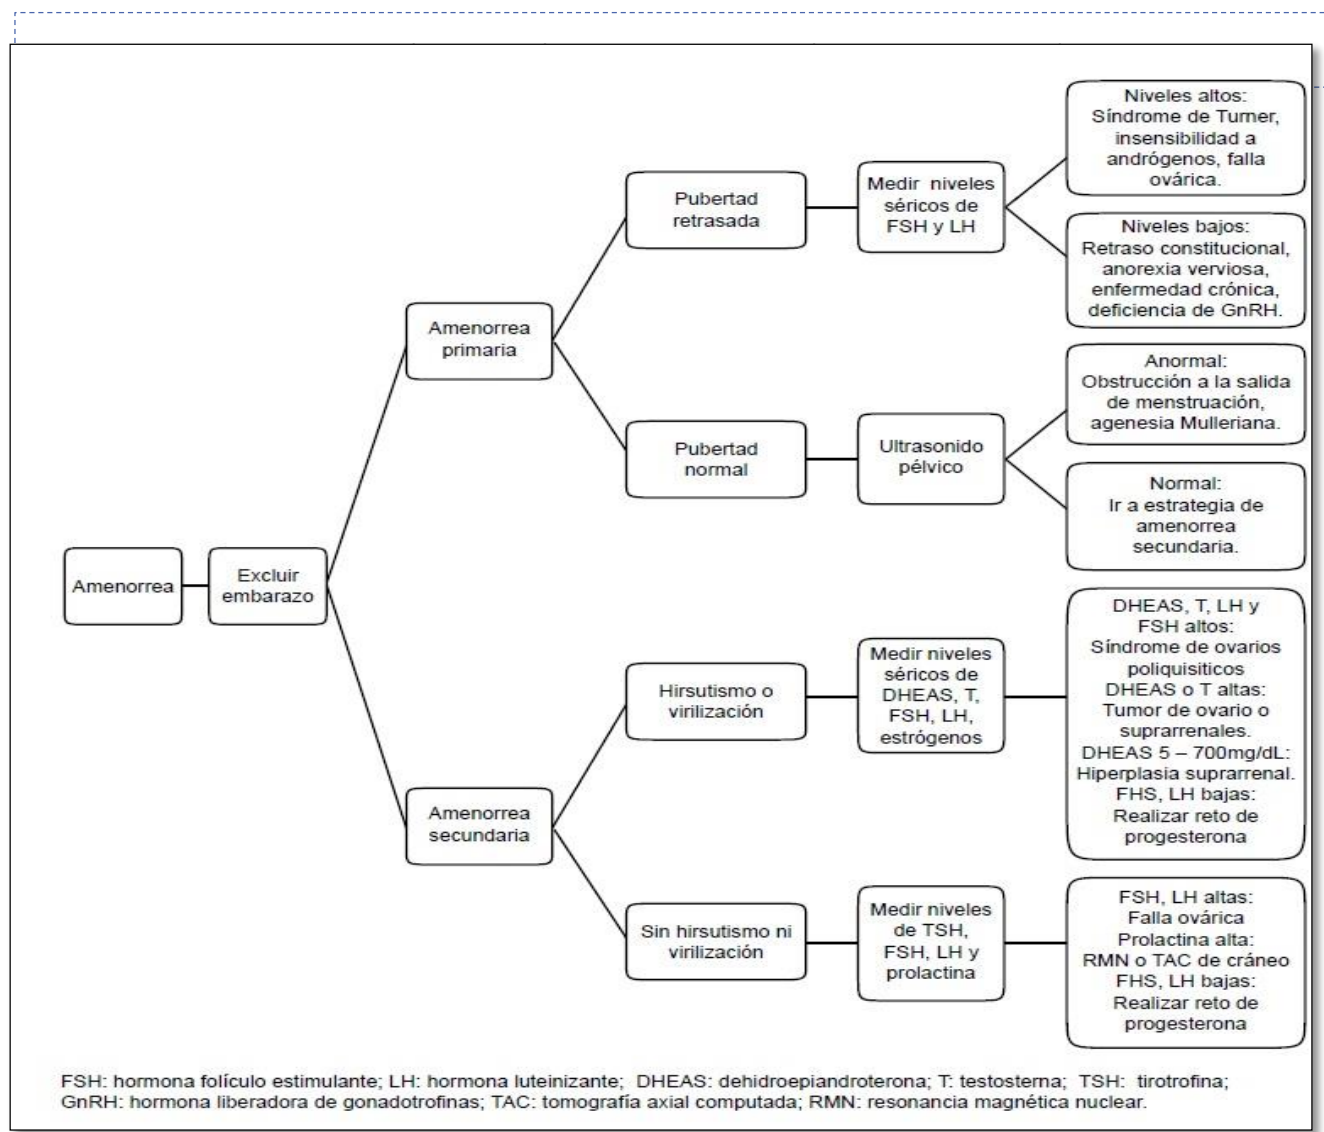 Amenorrea
Excluir
embarazo
Amenorrea
primaria
Pubertad
retrasada
Medir niveles
séricos de
FSH y LH
Niveles altos:
Síndrome de Turner,
insensibilidad a
andrógenos, falla
ovárica.
Niveles bajos:
Retraso constitucional,
anorexia verviosa,
enfermedad crónica,
deficiencia de GnRH.
Pubertad
normal
Ultrasonido
pélvico
Anormal:
Obstrucción a la salida
de menstruación,
agenesia Mulleriana.
Normal:
Ir a estrategia de
amenorrea
secundaria.
Amenorrea
secundaria
Hirsutismo o
virilización
Medir niveles
séricos de
DHEAS, T,
FSH, LH,
estrógenos
DHEAS, T, LH y
FSH altos:
Síndrome de ovarios
poliquisiticos
DHEAS o T altas:
Tumor de ovario o
suprarrenales.
DHEAS 5 – 700mg/dL:
Hiperplasia suprarrenal.
FHS, LH bajas:
Realizar reto de
progesterona
Sin hirsutismo ni
virilización
Medir niveles
de TSH,
FSH, LH y
prolactina
FSH, LH altas:
Falla ovárica
Prolactina alta:
RMN o TAC de cráneo
FHS, LH bajas:
Realizar reto de
progesterona
FSH: hormona folículo estimulante; LH: hormona luteinizante; DHEAS: dehidroepiandroterona; T: testosterna; TSH: tirotrofina;
GnRH: hormona liberadora de gonadotrofinas; TAC: tomografía axial computada; RMN: resonancia magnética nuclear.